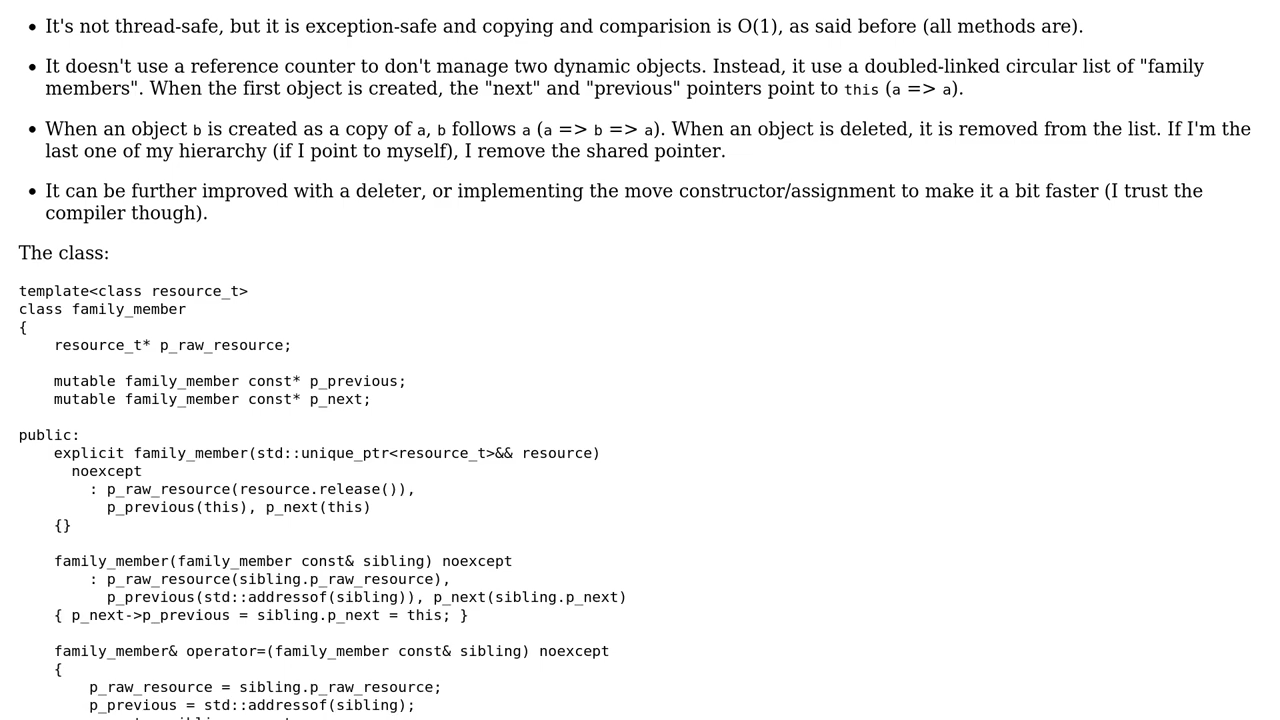 • It's not thread-safe, but it is exception-safe and copying and comparision is O(1), as said before (all methods are).
• It doesn't use a reference counter to don't manage two dynamic objects. Instead, it use a doubled-linked circular list of "family
members". When the first object is created, the "next" and "previous" pointers point to this (a => a).
• When an object b is created as a copy of a, b follows a (a => b => a). When an object is deleted, it is removed from the list. If I'm the
last one of my hierarchy (if I point to myself), I remove the shared pointer.
• It can be further improved with a deleter, or implementing the move constructor/assignment to make it a bit faster (I trust the
compiler though).
The class:
template<class resource_t>
class family_member
{
    resource_t* p_raw_resource;
    mutable family_member const* p_previous;
    mutable family_member const* p_next;
public:
    explicit family_member(std::unique_ptr<resource_t>&& resource)
      noexcept
        : p_raw_resource(resource.release()),
          p_previous(this), p_next(this)
    {}
    family_member(family_member const& sibling) noexcept
        : p_raw_resource(sibling.p_raw_resource),
          p_previous(std::addressof(sibling)), p_next(sibling.p_next)
    { p_next->p_previous = sibling.p_next = this; }
    family_member& operator=(family_member const& sibling) noexcept
    {
        p_raw_resource = sibling.p_raw_resource;
        p_previous = std::addressof(sibling);